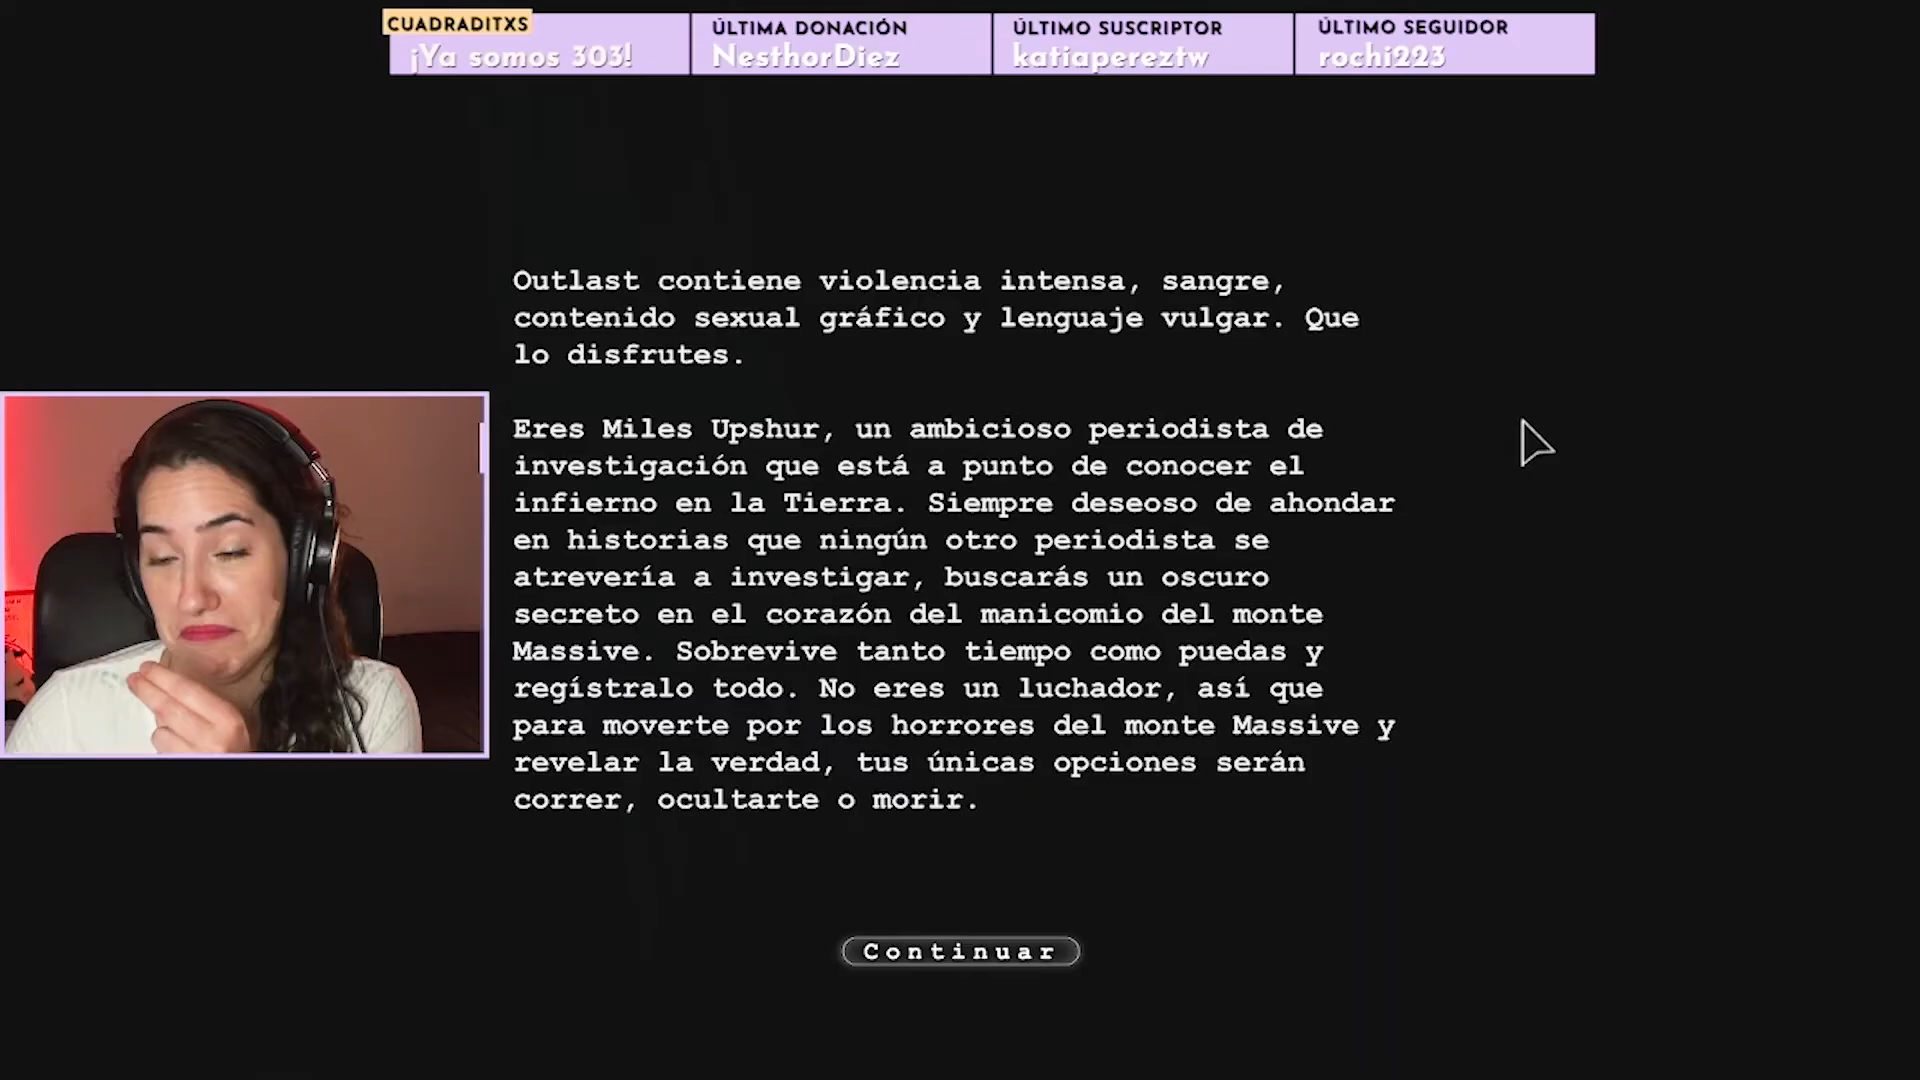 CUADRADITXS
¡Ya somos 303!
ÚLTIMA DONACIÓN
NesthorDiez
ÚLTIMO SUSCRIPTOR
katiapereztw
ÚLTIMO SEGUIDOR
rochi223
Outlast contiene violencia intensa, sangre,
contenido sexual gráfico y lenguaje vulgar. Que
lo disfrutes.
Eres Miles Upshur, un ambicioso periodista de
investigación que está a punto de conocer el
infierno en la Tierra. Siempre deseoso de ahondar
en historias que ningún otro periodista se
atrevería a investigar, buscarás un oscuro
secreto en el corazón del manicomio del monte
Massive. Sobrevive tanto tiempo como puedas y
regístralo todo. No eres un luchador, así que
para moverte por los horrores del monte Massive y
revelar la verdad, tus únicas opciones serán
correr, ocultarte o morir.
Continuar